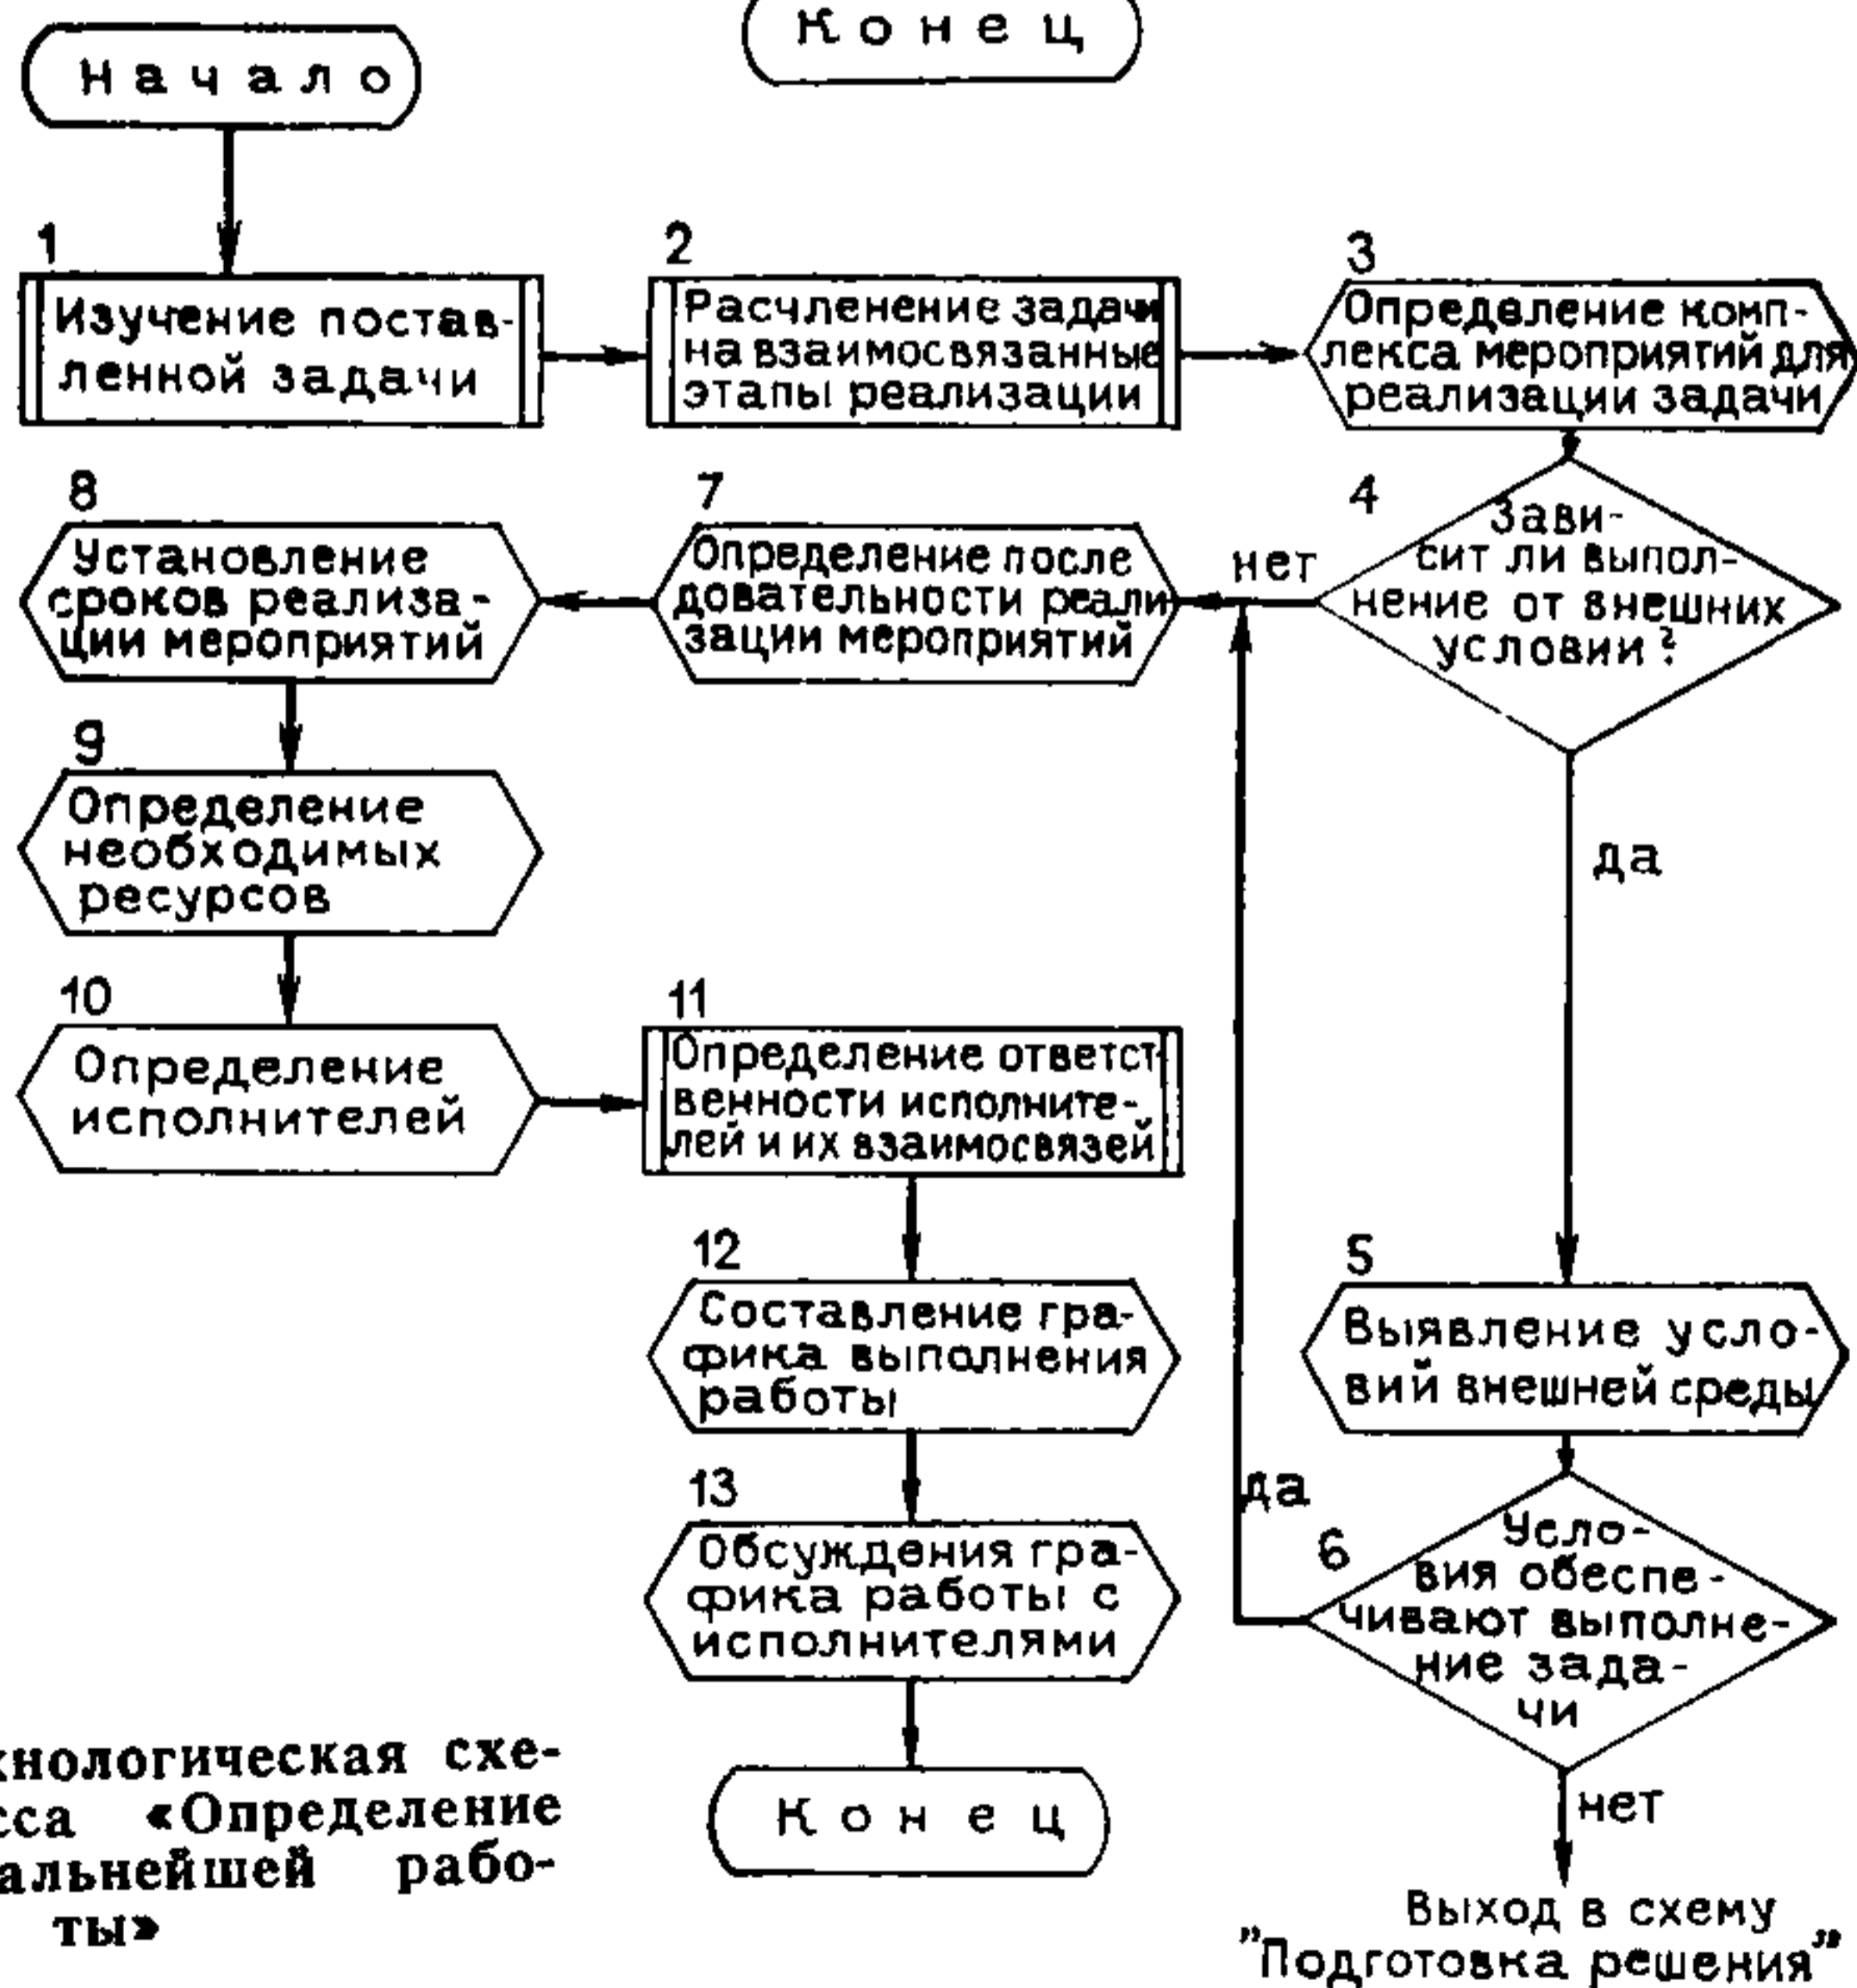 Конец
Начало
1
Изучение постав-
ленной задачи
2
Расчленение задачи
на взаимосвязанные
этапы реализации
3
Определение комп-
лекса мероприятий для
реализации задачи
4
Зави-
сит ли выпол-
нение от внешних
условии?
нет
да
5
Выявление усло-
вий внешней среды
6
Усло-
вия обеспе-
чивают выполне-
ние зада-
чи
да
нет
Выход в схему
"Подготовка решения"
7
Определение после
довательности реали
зации мероприятий
8
Установление
сроков реализа-
ции мероприятий
9
Определение
необходимых
ресурсов
10
Определение
исполнителей
11
Определение ответст
венности исполните-
лей и их взаимосвязей
12
Составление гра-
фика выполнения
работы
13
Обсуждения гра-
фика работы с
исполнителями
Конец
хнологическая схе-
сса «Определение
альнейшей рабо-
ты»